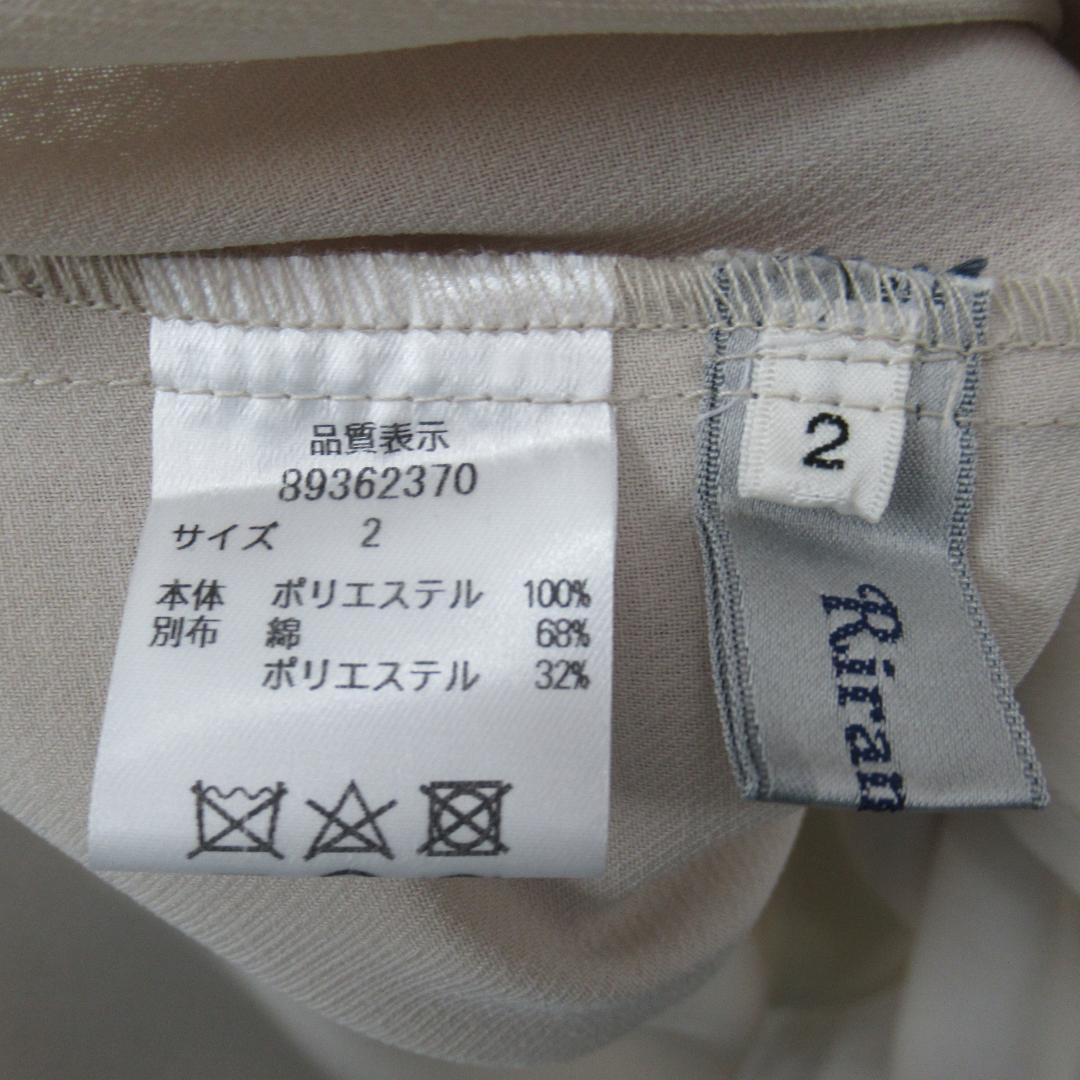 品質表示
89362370
サイズ 2
本体 ポリエステル 100%
別布 綿 68%
ポリエステル 32%
2
Riran